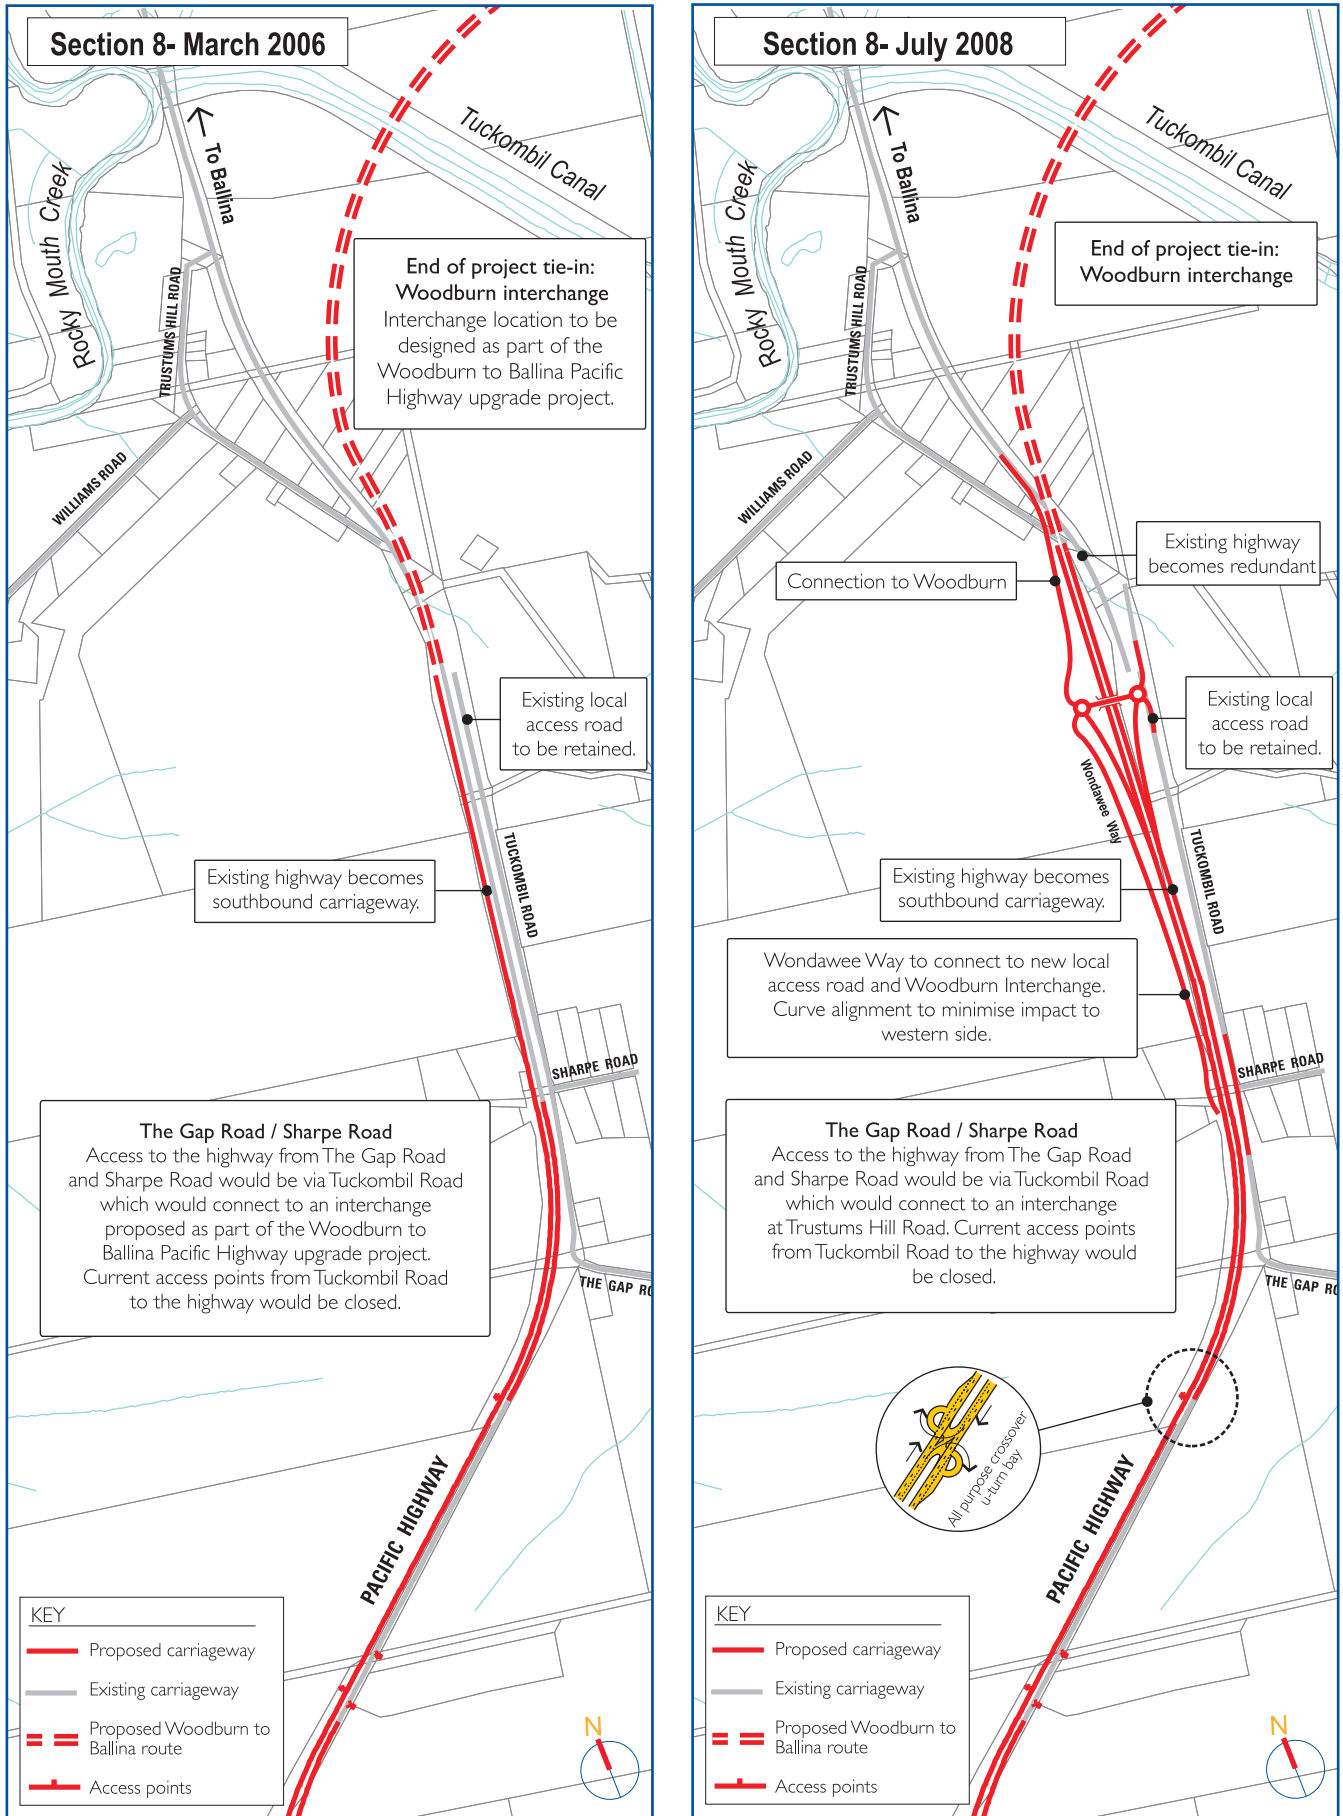 Section 8- March 2006
To Ballina
Tuckombil Canal
Rocky Mouth Creek
TRUSTUMS HILL ROAD
End of project tie-in:
Woodburn interchange
Interchange location to be
designed as part of the
Woodburn to Ballina Pacific
Highway upgrade project.
WILLIAMS ROAD
Existing local
access road
to be retained.
TUCKOMBIL ROAD
Existing highway becomes
southbound carriageway.
SHARPE ROAD
The Gap Road / Sharpe Road
Access to the highway from The Gap Road
and Sharpe Road would be via Tuckombil Road
which would connect to an interchange
proposed as part of the Woodburn to
Ballina Pacific Highway upgrade project.
Current access points from Tuckombil Road
to the highway would be closed.
THE GAP RO
PACIFIC HIGHWAY
KEY
Proposed carriageway
Existing carriageway
Proposed Woodburn to
Ballina route
Access points
N
Section 8- July 2008
To Ballina
Tuckombil Canal
Rocky Mouth Creek
TRUSTUMS HILL ROAD
End of project tie-in:
Woodburn interchange
WILLIAMS ROAD
Existing highway
becomes redundant
Connection to Woodburn
Existing local
access road
to be retained.
Wondawee Way
TUCKOMBIL ROAD
Existing highway becomes
southbound carriageway.
Wondawee Way to connect to new local
access road and Woodburn Interchange.
Curve alignment to minimise impact to
western side.
SHARPE ROAD
The Gap Road / Sharpe Road
Access to the highway from The Gap Road
and Sharpe Road would be via Tuckombil Road
which would connect to an interchange
at Trustums Hill Road. Current access points
from Tuckombil Road to the highway would
be closed.
THE GAP RO
All purpose crossover
u-turn bay
PACIFIC HIGHWAY
KEY
Proposed carriageway
Existing carriageway
Proposed Woodburn to
Ballina route
Access points
N